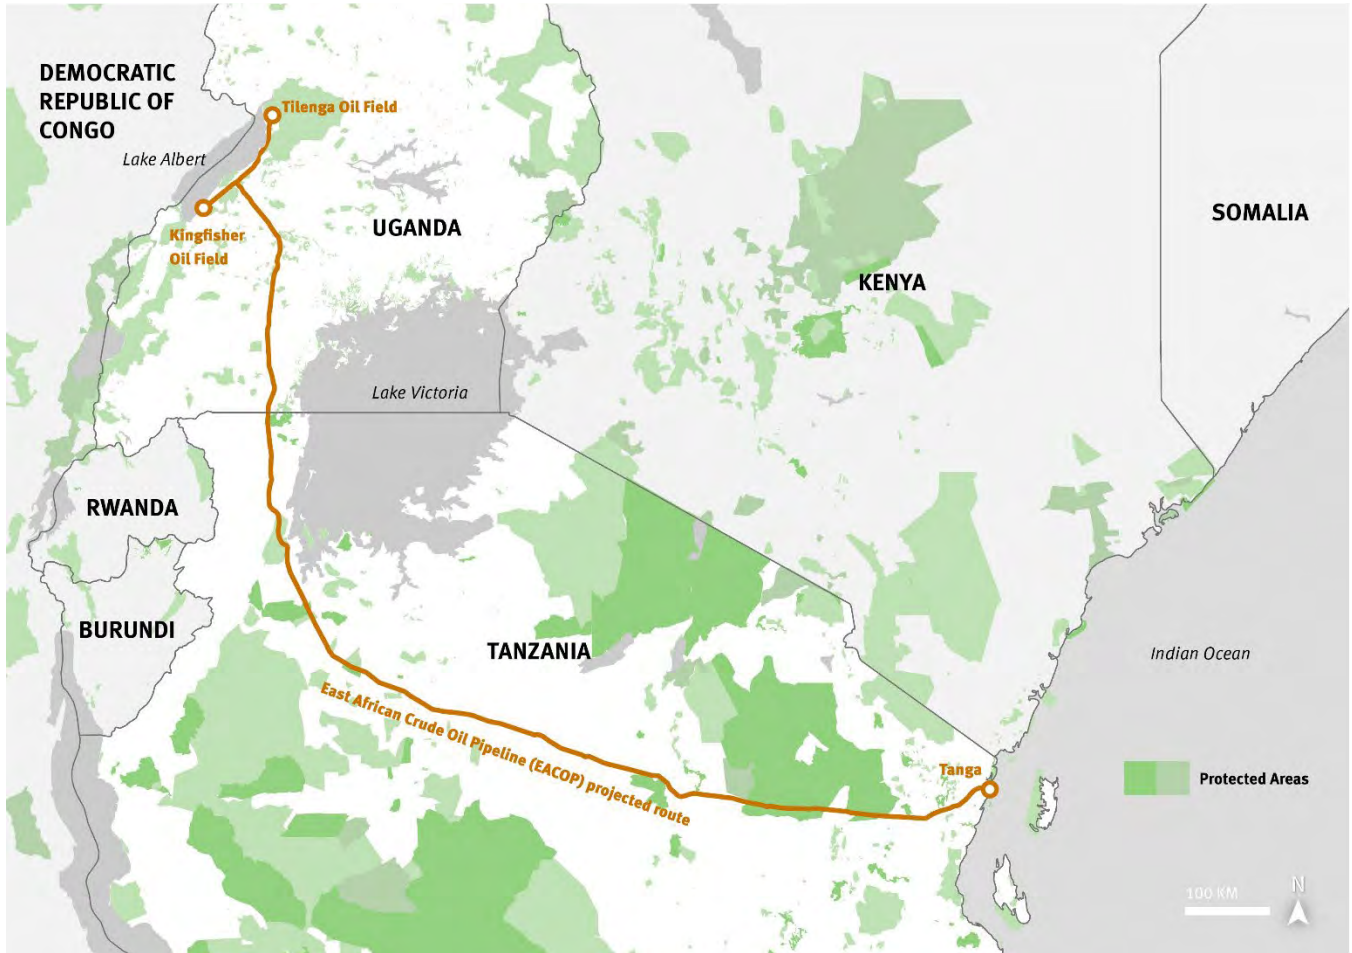 DEMOCRATIC
REPUBLIC OF
CONGO
Tilenga Oil Field
Lake Albert
UGANDA
SOMALIA
Kingfisher
Oil Field
KENYA
Lake Victoria
RWANDA
BURUNDI
TANZANIA
Indian Ocean
East African Crude Oil Pipeline (EACOP) projected route
Tanga
Protected Areas
100 KM
N